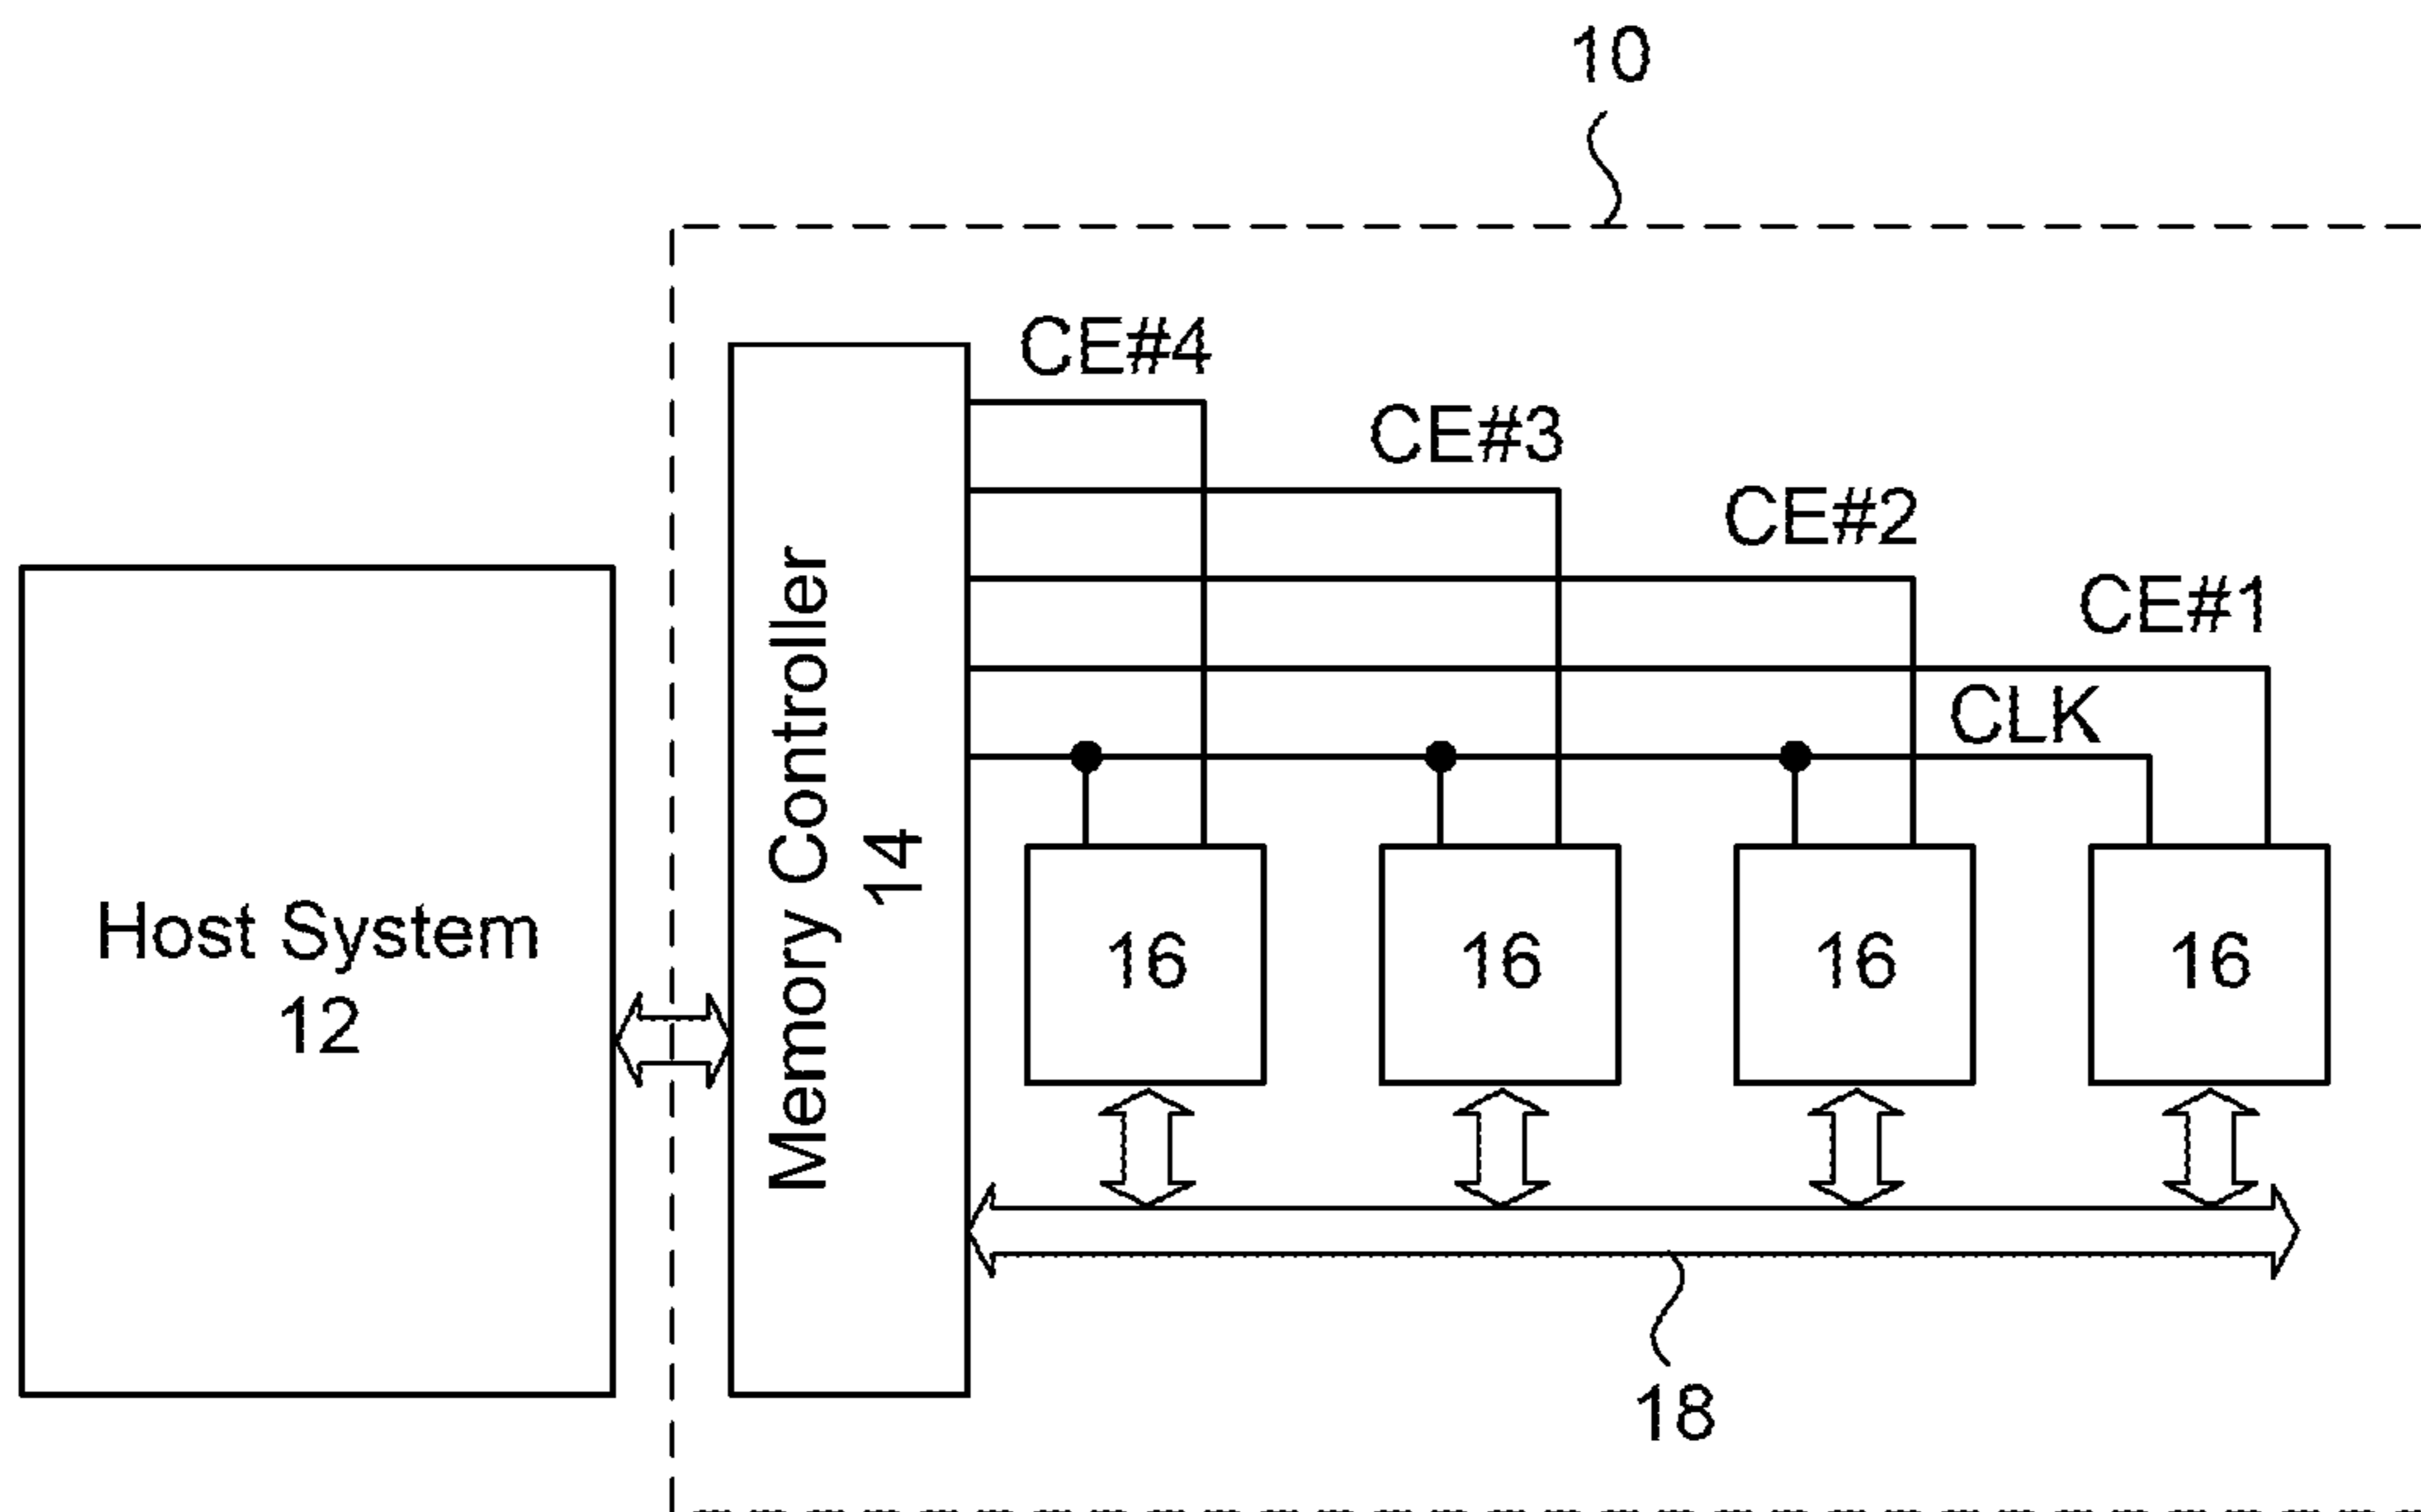 10
CE#4
CE#3
CE#2
CE#1
CLK
Memory Controller
14
Host System
12
16
16
16
16
18